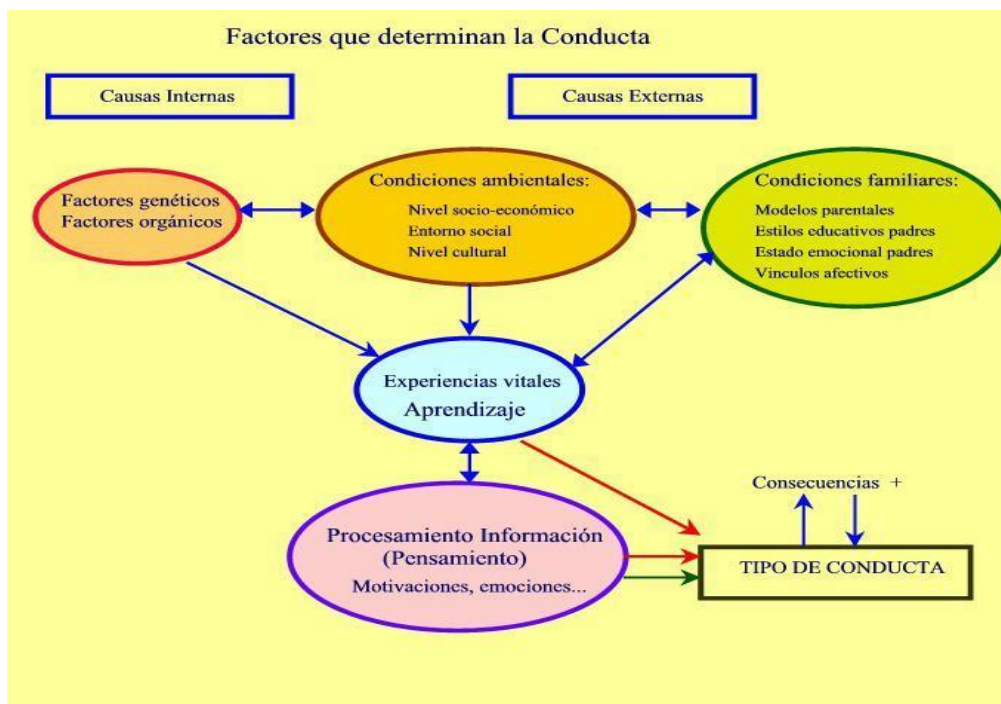 Factores que determinan la Conducta
Causas Internas
Causas Externas
Factores genéticos
Factores orgánicos
Condiciones ambientales:
Nivel socio-económico
Entorno social
Nivel cultural
Condiciones familiares:
Modelos parentales
Estilos educativos padres
Estado emocional padres
Vinculos afectivos
Experiencias vitales
Aprendizaje
Procesamiento Información
(Pensamiento)
Motivaciones, emociones...
Consecuencias +
TIPO DE CONDUCTA